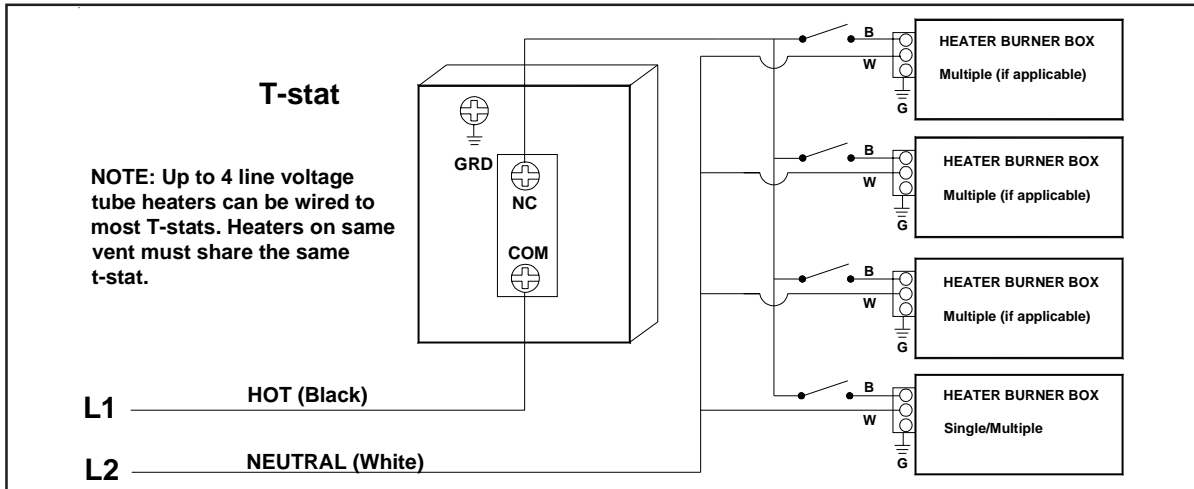 T-stat
NOTE: Up to 4 line voltage
tube heaters can be wired to
most T-stats. Heaters on same
vent must share the same
t-stat.
GRD
NC
COM
L1
HOT (Black)
L2
NEUTRAL (White)
B
W
G
HEATER BURNER BOX
Multiple (if applicable)
B
W
G
HEATER BURNER BOX
Multiple (if applicable)
B
W
G
HEATER BURNER BOX
Multiple (if applicable)
B
W
G
HEATER BURNER BOX
Single/Multiple